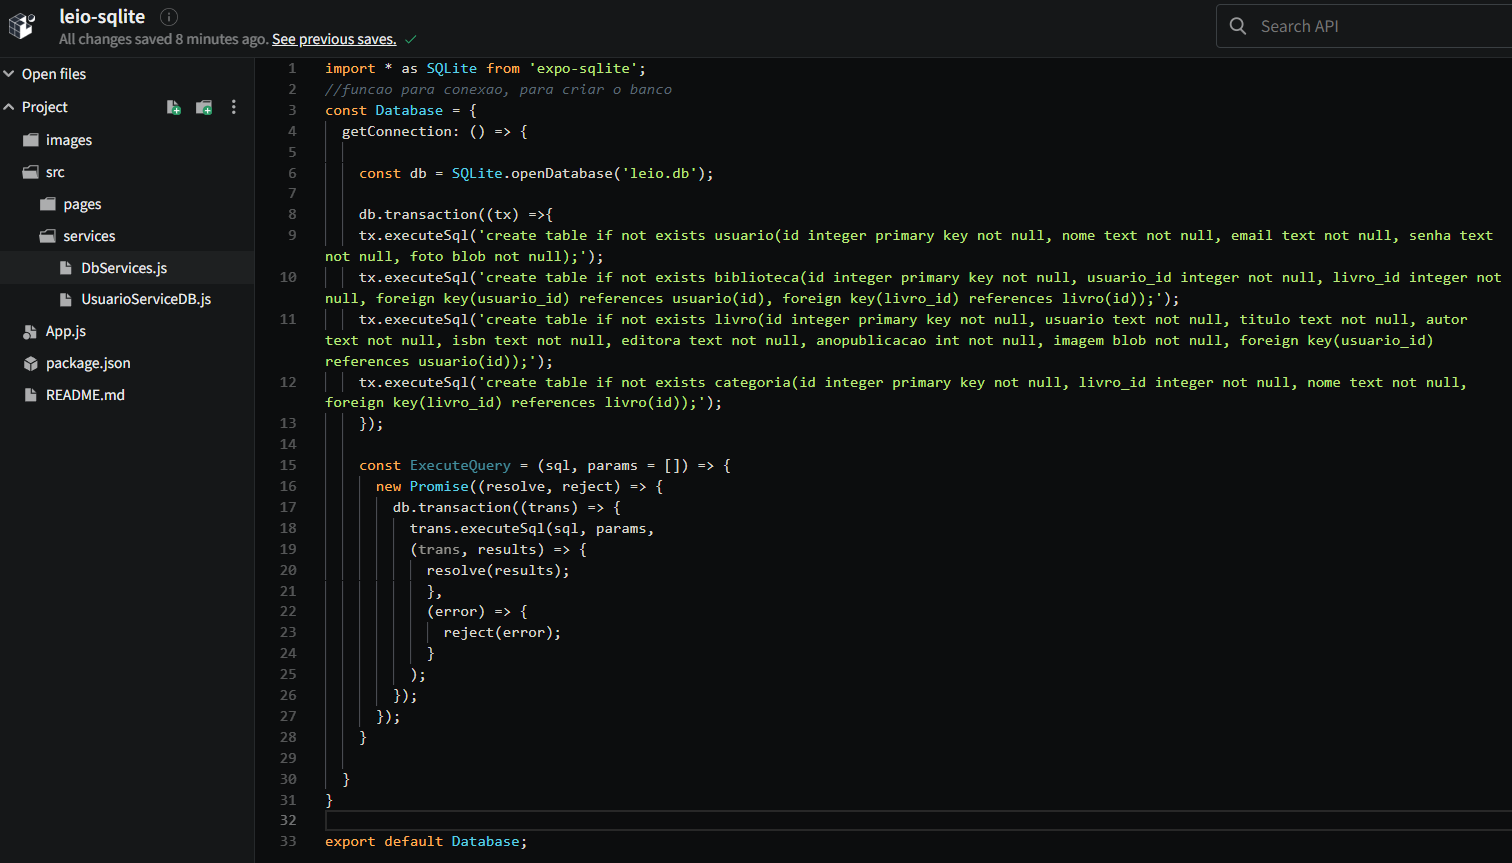 leio-sqlite
All changes saved 8 minutes ago. See previous saves.
Search API
Open files
Project
images
src
pages
services
DbServices.js
UsuarioServiceDB.js
App.js
package.json
README.md
1 import * as SQLite from 'expo-sqlite';
2 //funcao para conexao, para criar o banco
3 const Database = {
4 getConnection: () => {
5
6 const db = SQLite.openDatabase('leio.db');
7
8 db.transaction((tx) =>{
9 tx.executeSql('create table if not exists usuario(id integer primary key not null, nome text not null, email text not null, senha text
not null, foto blob not null);');
10 tx.executeSql('create table if not exists biblioteca(id integer primary key not null, usuario_id integer not null, livro_id integer not
null, foreign key(usuario_id) references usuario(id), foreign key(livro_id) references livro(id));');
11 tx.executeSql('create table if not exists livro(id integer primary key not null, usuario text not null, titulo text not null, autor
text not null, isbn text not null, editora text not null, anopublicacao int not null, imagem blob not null, foreign key(usuario_id)
references usuario(id));');
12 tx.executeSql('create table if not exists categoria(id integer primary key not null, livro_id integer not null, nome text not null,
foreign key(livro_id) references livro(id));');
13 });
14
15 const ExecuteQuery = (sql, params = []) => {
16 new Promise((resolve, reject) => {
17 db.transaction((trans) => {
18 trans.executeSql(sql, params,
19 (trans, results) => {
20 resolve(results);
21 },
22 (error) => {
23 reject(error);
24 }
25 );
26 });
27 });
28 }
29
30 }
31 }
32
33 export default Database;